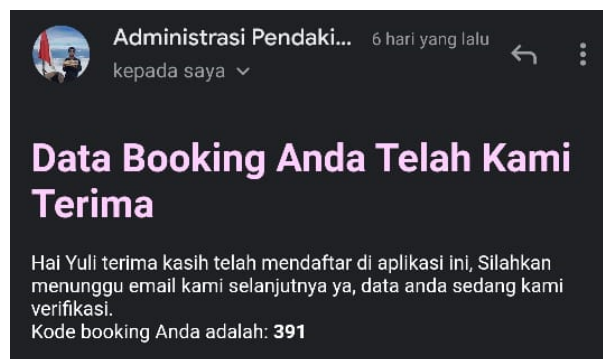 Administrasi Pendaki... 6 hari yang lalu
kepada saya
Data Booking Anda Telah Kami
Terima
Hai Yuli terima kasih telah mendaftar di aplikasi ini, Silahkan
menunggu email kami selanjutnya ya, data anda sedang kami
verifikasi.
Kode booking Anda adalah: 391